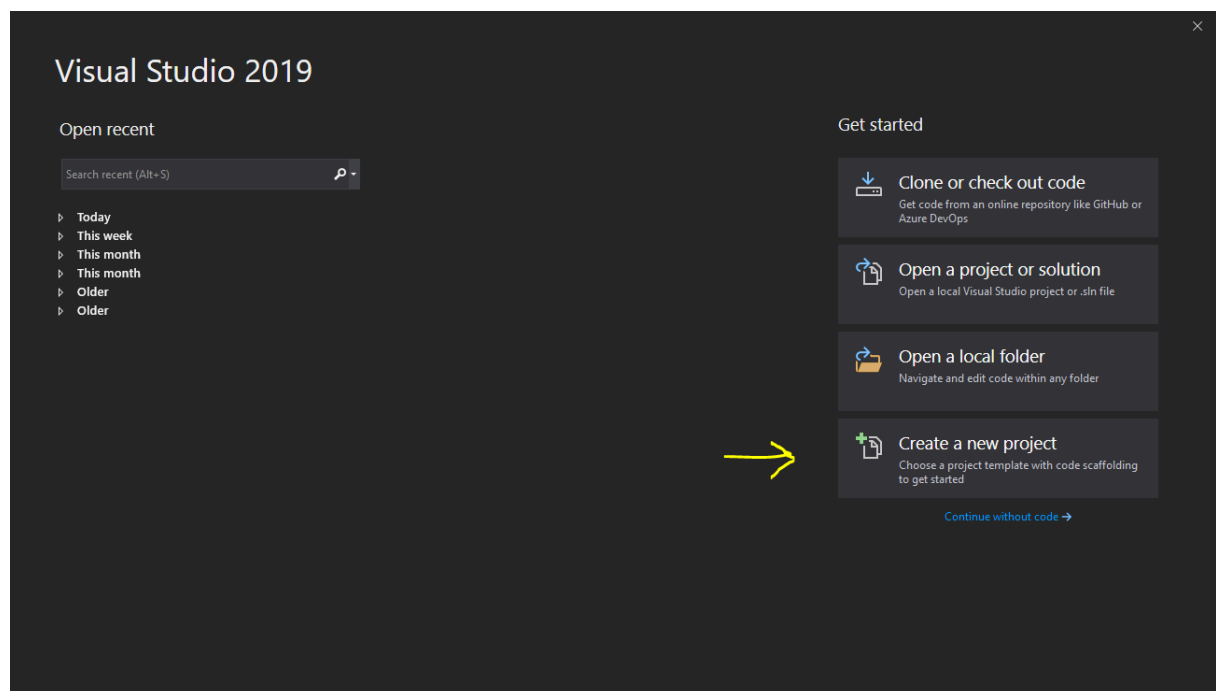 Visual Studio 2019
Open recent
Search recent (Alt+S)
Today
This week
This month
This month
Older
Older
Get started
Clone or check out code
Get code from an online repository like GitHub or
Azure DevOps
Open a project or solution
Open a local Visual Studio project or .sln file
Open a local folder
Navigate and edit code within any folder
Create a new project
Choose a project template with code scaffolding
to get started
Continue without code →